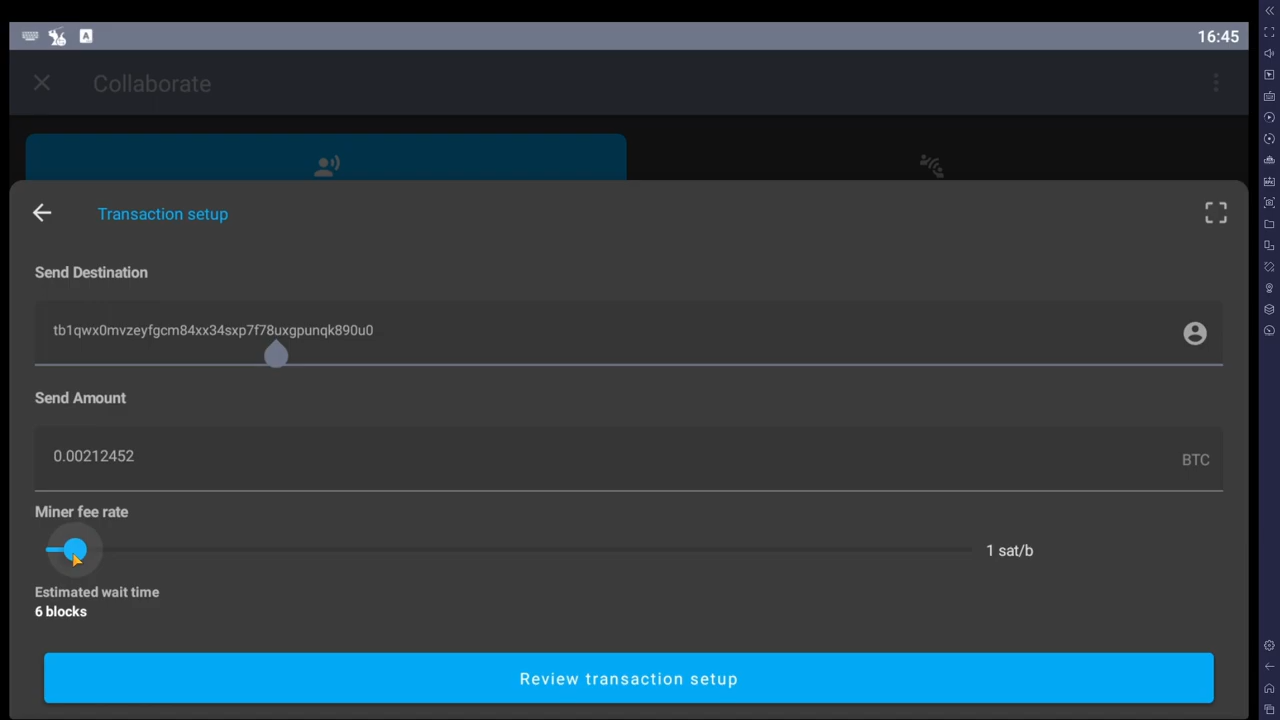 A
16:45
Collaborate
Transaction setup
Send Destination
tb1qwx0mvzeyfgcm84xx34sxp7f78uxgpunqk890u0
Send Amount
0.00212452
BTC
Miner fee rate
1 sat/b
Estimated wait time
6 blocks
Review transaction setup